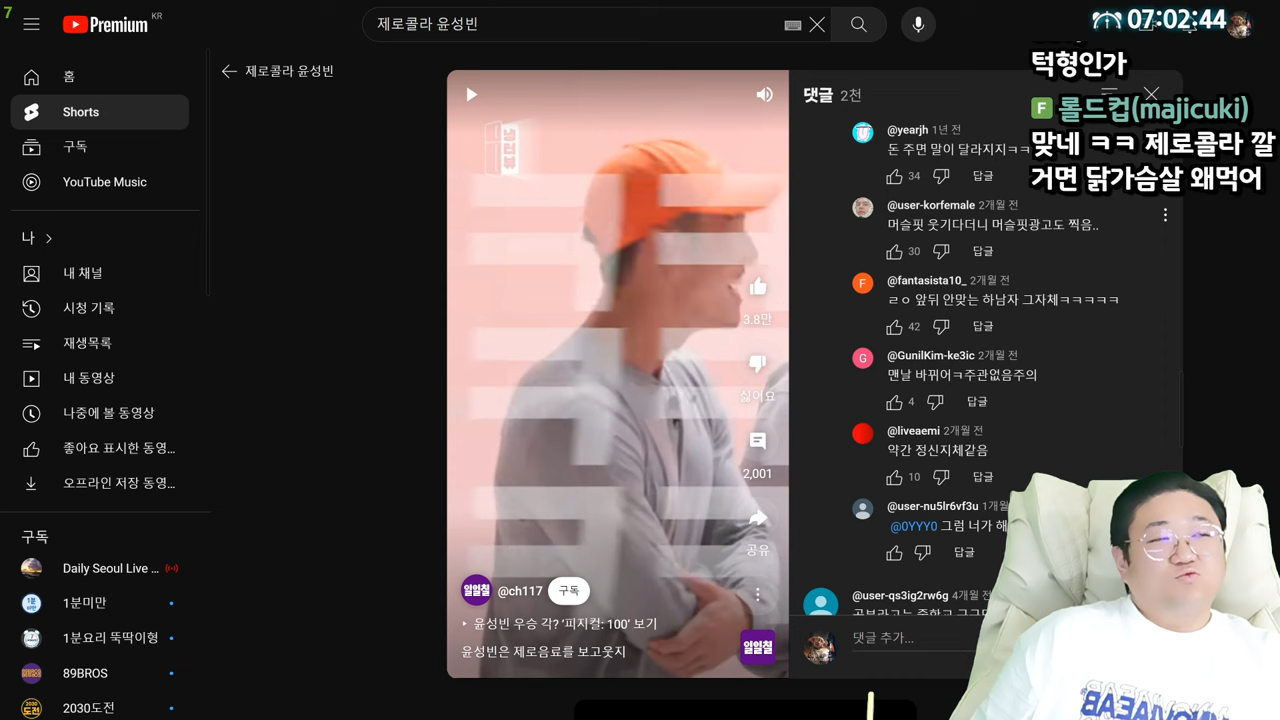 7
Premium KR
제로콜라 윤성빈
07:02:44
홈
Shorts
구독
YouTube Music
나
내 채널
시청 기록
재생목록
내 동영상
나중에 볼 동영상
좋아요 표시한 동영...
오프라인 저장 동영...
구독
Daily Seoul Live ...
1분미만
1분요리 뚝딱이형
89BROS
2030도전
제로콜라 윤성빈
3.8만
싫어요
2,001
공유
일일칠 @ch117 구독
윤성빈 우승 각? '피지컬: 100' 보기
윤성빈은 제로음료를 보고웃지
일일칠
댓글 2천
@yearjh 1년 전
돈 주면 말이 달라지지ㅋㅋ
34 답글
@user-korfemale 2개월 전
머슬핏 웃기다더니 머슬핏광고도 찍음..
30 답글
@fantasista10_ 2개월 전
ㄹㅇ 앞뒤 안맞는 하남자 그자체ㅋㅋㅋㅋㅋ
42 답글
@GunilKim-ke3ic 2개월 전
맨날 바뀌어ㅋ주관없음주의
4 답글
@liveaemi 2개월 전
약간 정신지체같음
10 답글
@user-nu5lr6vf3u 1개월
@0YYY0 그럼 너가 해
답글
@user-qs3ig2rw6g 4개월 전
댓글 추가...
턱형인가
F 롤드컵(majicuki)
맞네 ㅋㅋ 제로콜라 깔
거면 닭가슴살 왜먹어